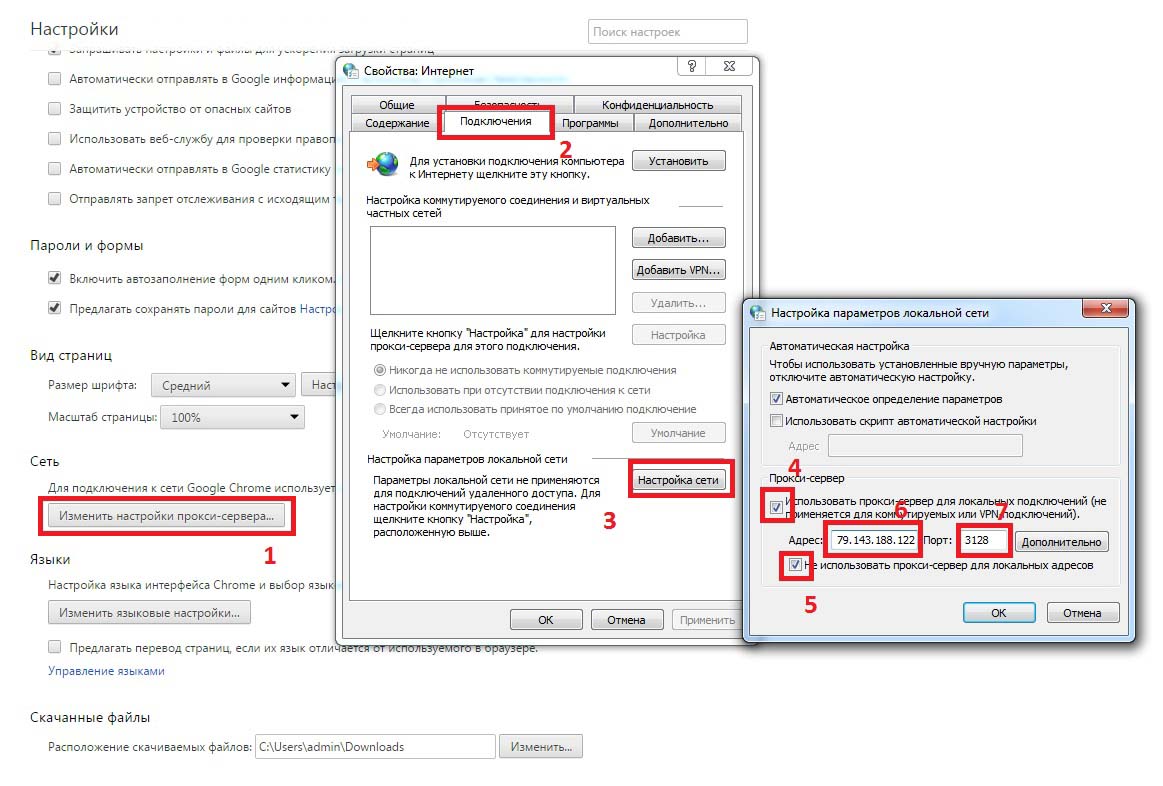 Настройки
Поиск настроек
Запрашивать настройки и файлы для ускорения загрузки страниц
Автоматически отправлять в Google информац
Защитить устройство от опасных сайтов
Использовать веб-службу для проверки правоп
Автоматически отправлять в Google статистику
Отправлять запрет отслеживания с исходящим т
Пароли и формы
Включить автозаполнение форм одним кликом.
Предлагать сохранять пароли для сайтов Настро
Вид страниц
Размер шрифта: Средний Наст
Масштаб страницы: 100%
Сеть
Для подключения к сети Google Chrome использует
Изменить настройки прокси-сервера...
1
Языки
Настройка языка интерфейса Chrome и выбор язык
Изменить языковые настройки...
Предлагать перевод страниц, если их язык отличается от используемого в браузере.
Управление языками
Скачанные файлы
Расположение скачиваемых файлов: C:\Users\admin\Downloads Изменить...
Свойства: Интернет
Общие Безопасность Конфиденциальность
Содержание Подключения Программы Дополнительно
2
Для установки подключения компьютера
к Интернету щелкните эту кнопку.
Установить
Настройка коммутируемого соединения и виртуальных
частных сетей
Добавить...
Добавить VPN...
Удалить...
Щелкните кнопку "Настройка" для настройки
прокси-сервера для этого подключения.
Настройка
Никогда не использовать коммутируемые подключения
Использовать при отсутствии подключения к сети
Всегда использовать принятое по умолчанию подключение
Умолчание: Отсутствует Умолчание
Настройка параметров локальной сети
Параметры локальной сети не применяются
для подключений удаленного доступа. Для
настройки коммутируемого соединения
щелкните кнопку "Настройка",
расположенную выше.
Настройка сети
3
ОК Отмена Применить
Настройка параметров локальной сети
Автоматическая настройка
Чтобы использовать установленные вручную параметры,
отключите автоматическую настройку.
Автоматическое определение параметров
Использовать скрипт автоматической настройки
Адрес
4
Прокси-сервер
Использовать прокси-сервер для локальных подключений (не
применяется для коммутируемых или VPN-подключений).
6 7
Адрес: 79.143.188.122 Порт: 3128 Дополнительно
Не использовать прокси-сервер для локальных адресов
5
ОК Отмена